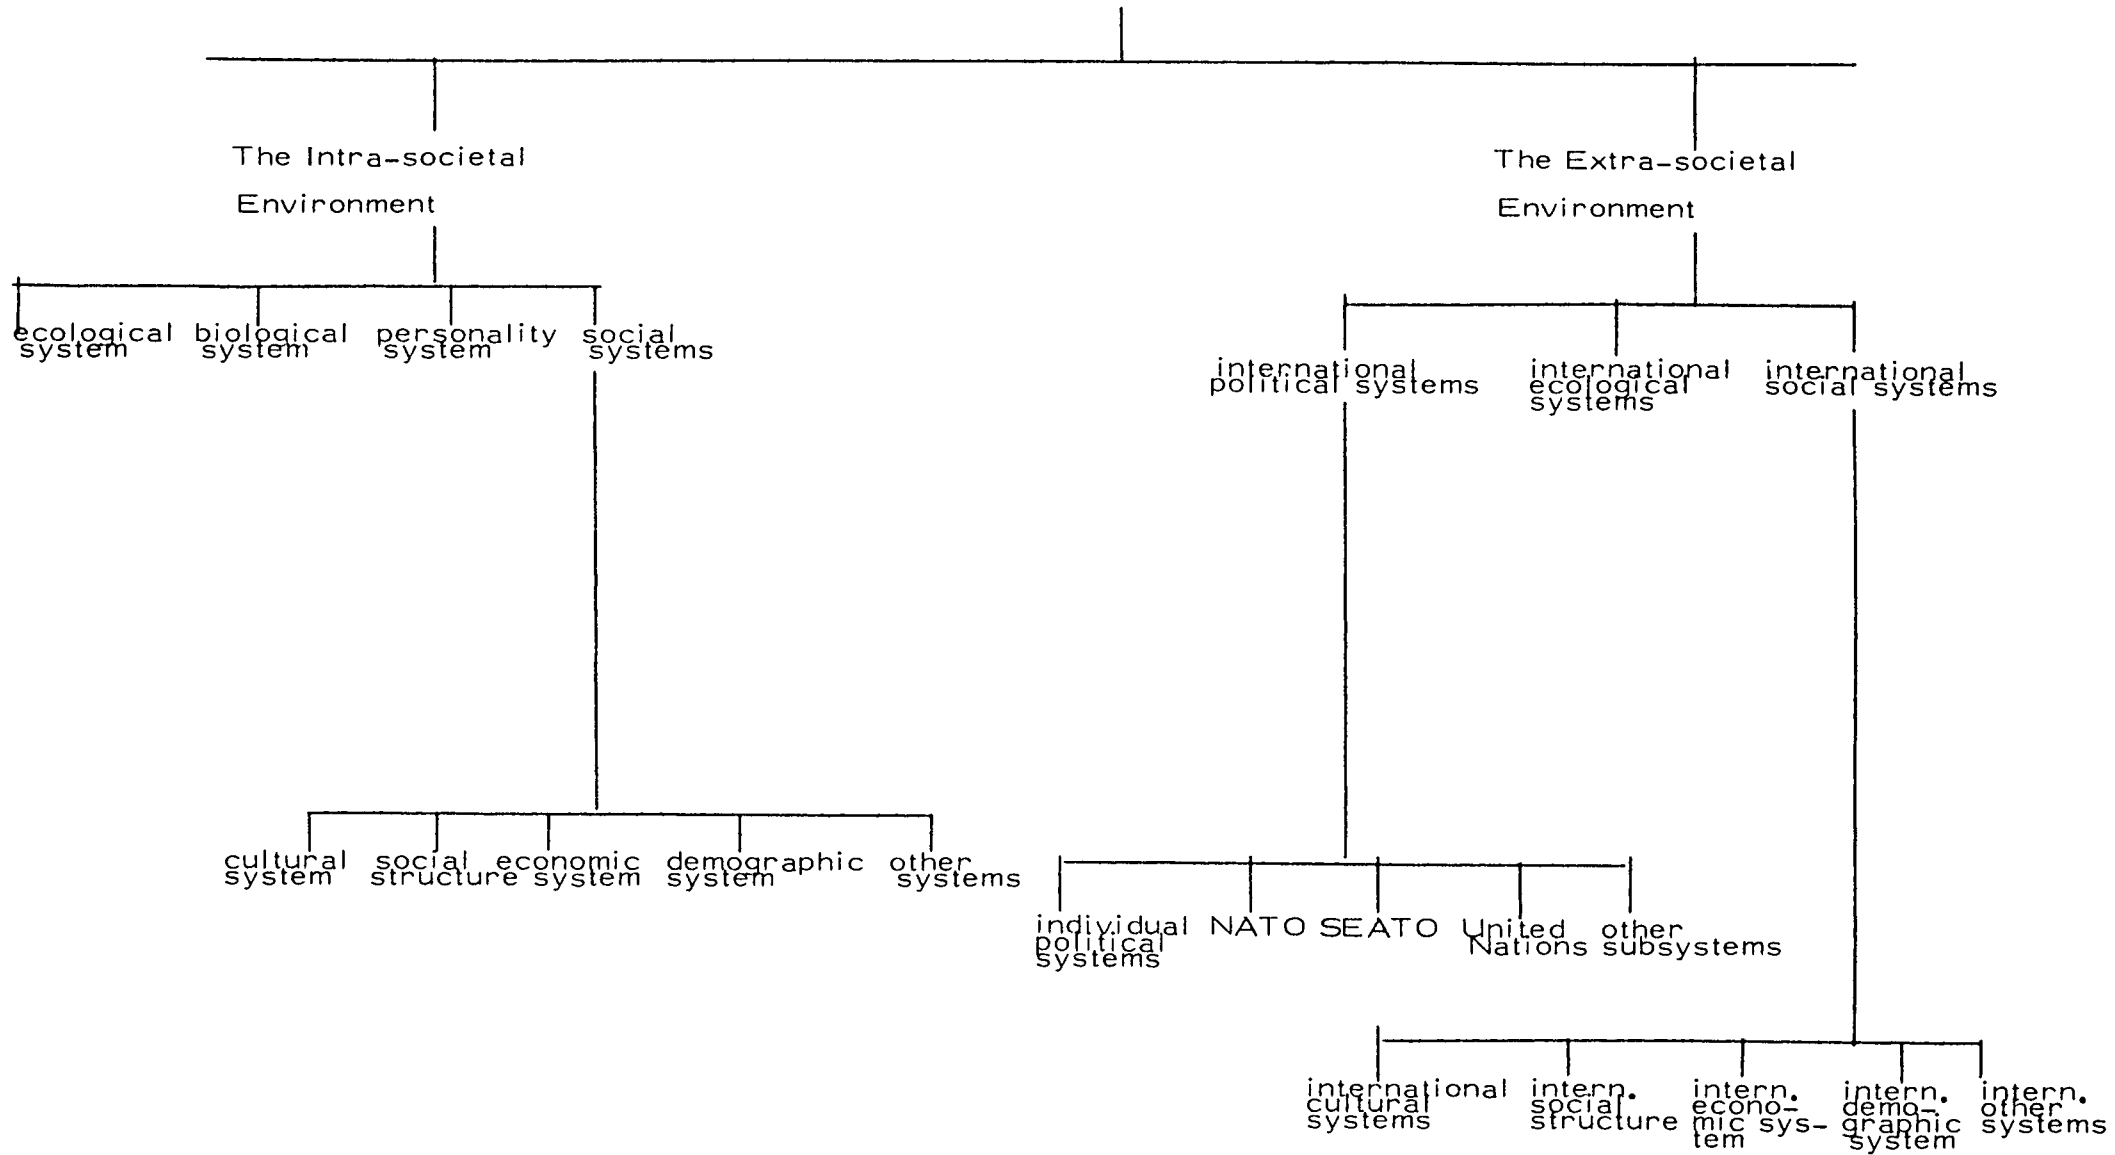 The Intra-societal
Environment
The Extra-societal
Environment
ecological
system
biological
system
personality
system
social
systems
international
political systems
international
ecological
systems
international
social systems
cultural
system
social
structure
economic
system
demographic
system
other
systems
individual
political
systems
NATO
SEATO
United
Nations
other
subsystems
international
cultural
systems
intern.
social
structure
intern.
econo-
mic sys-
tem
intern.
demo-
graphic
system
intern.
other
systems